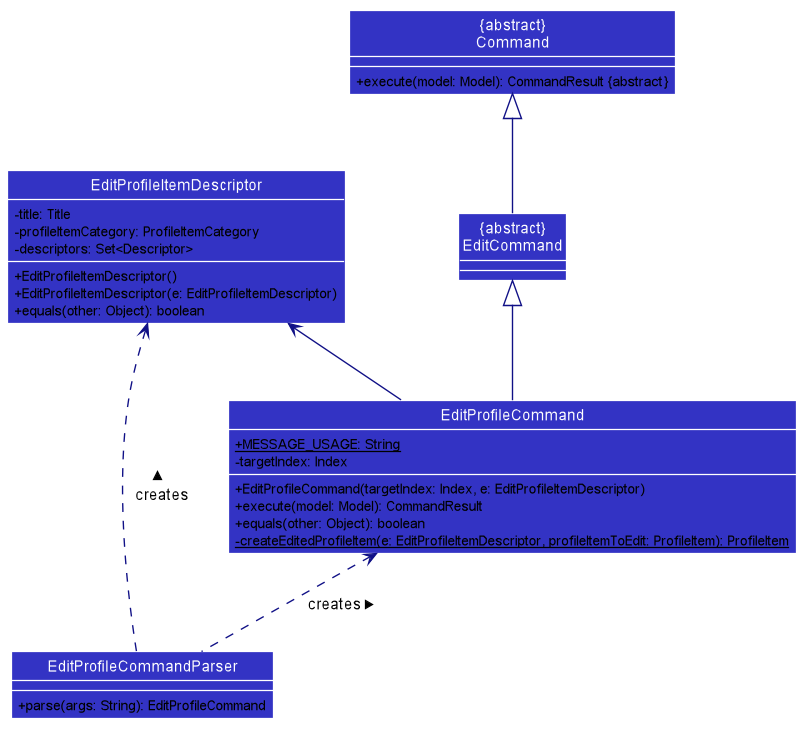 {abstract}
Command
+execute(model: Model): CommandResult {abstract}
EditProfileItemDescriptor
-title: Title
-profileItemCategory: ProfileItemCategory
-descriptors: Set<Descriptor>
+EditProfileItemDescriptor()
+EditProfileItemDescriptor(e: EditProfileItemDescriptor)
+equals(other: Object): boolean
{abstract}
EditCommand
EditProfileCommand
+MESSAGE_USAGE: String
-targetIndex: Index
+EditProfileCommand(targetIndex: Index, e: EditProfileItemDescriptor)
+execute(model: Model): CommandResult
+equals(other: Object): boolean
-createEditedProfileItem(e: EditProfileItemDescriptor, profileItemToEdit: ProfileItem): ProfileItem
▲
creates
creates ▶
EditProfileCommandParser
+parse(args: String): EditProfileCommand